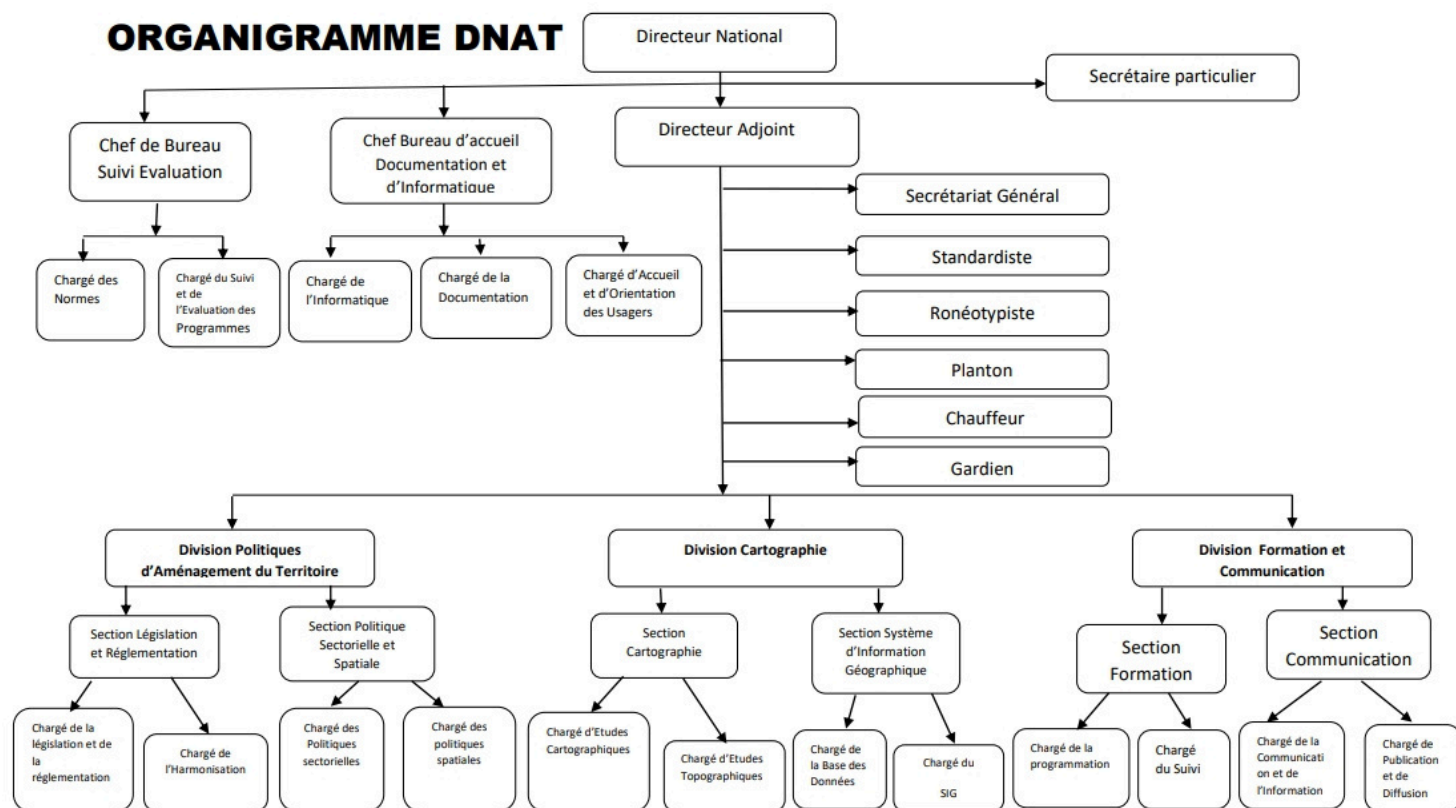 ORGANIGRAMME DNAT
Directeur National
Secrétaire particulier
Chef de Bureau
Suivi Evaluation
Chef Bureau d'accueil
Documentation et
d'Informatique
Directeur Adjoint
Secrétariat Général
Standardiste
Ronéotypiste
Planton
Chauffeur
Gardien
Chargé des
Normes
Chargé du Suivi
et de
l'Evaluation des
Programmes
Chargé de
l'Informatique
Chargé de la
Documentation
Chargé d'Accueil
et d'Orientation
des Usagers
Division Politiques
d'Aménagement du Territoire
Division Cartographie
Division Formation et
Communication
Section Législation
et Réglementation
Section Politique
Sectorielle et
Spatiale
Section
Cartographie
Section Système
d'Information
Géographique
Section
Formation
Section
Communication
Chargé de la
législation et de
la
réglementation
Chargé de
l'Harmonisation
Chargé des
Politiques
sectorielles
Chargé des
politiques
spatiales
Chargé d'Etudes
Cartographiques
Chargé d'Etudes
Topographiques
Chargé de
la Base des
Données
Chargé du
SIG
Chargé de la
programmation
Chargé
du Suivi
Chargé de la
Communicati
on et de
l'Information
Chargé de
Publication
et de
Diffusion